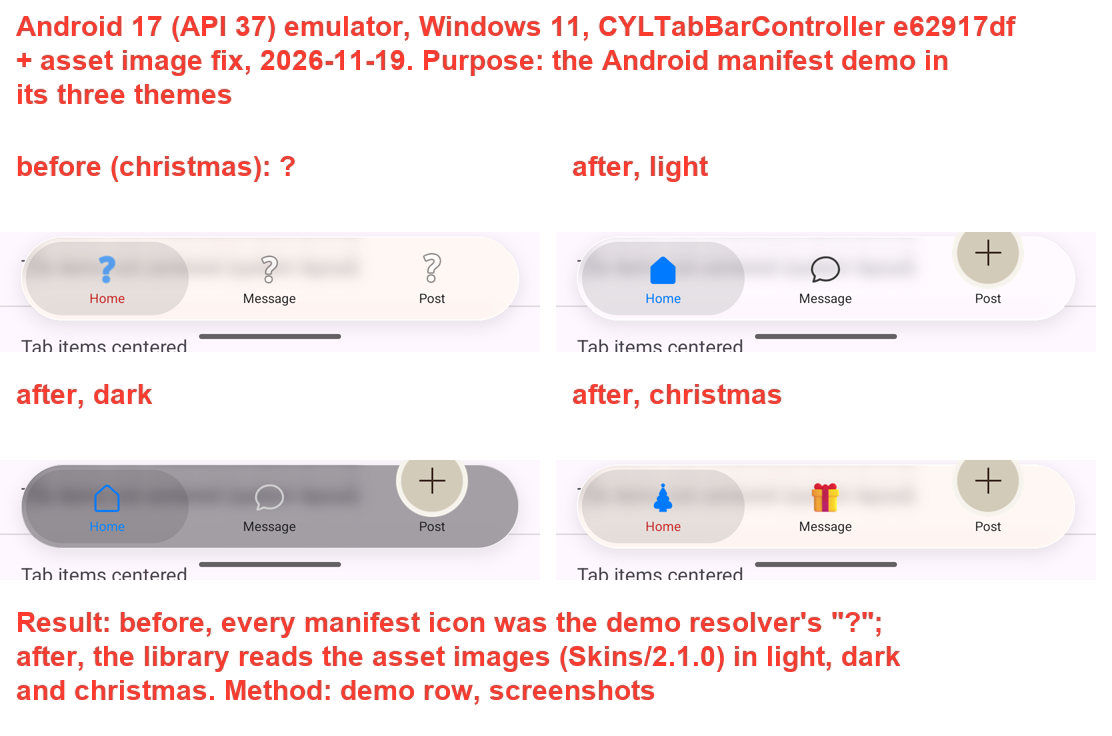 Android 17 (API 37) emulator, Windows 11, CYLTabBarController e62917df
+ asset image fix, 2026-11-19. Purpose: the Android manifest demo in
its three themes
before (christmas): ?
after, light
? ? ?
Home Message Post
Tab items centered
Home Message Post
Tab items centered
after, dark
after, christmas
Home Message Post
Tab items centered
Home Message Post
Tab items centered
Result: before, every manifest icon was the demo resolver's "?";
after, the library reads the asset images (Skins/2.1.0) in light, dark
and christmas. Method: demo row, screenshots